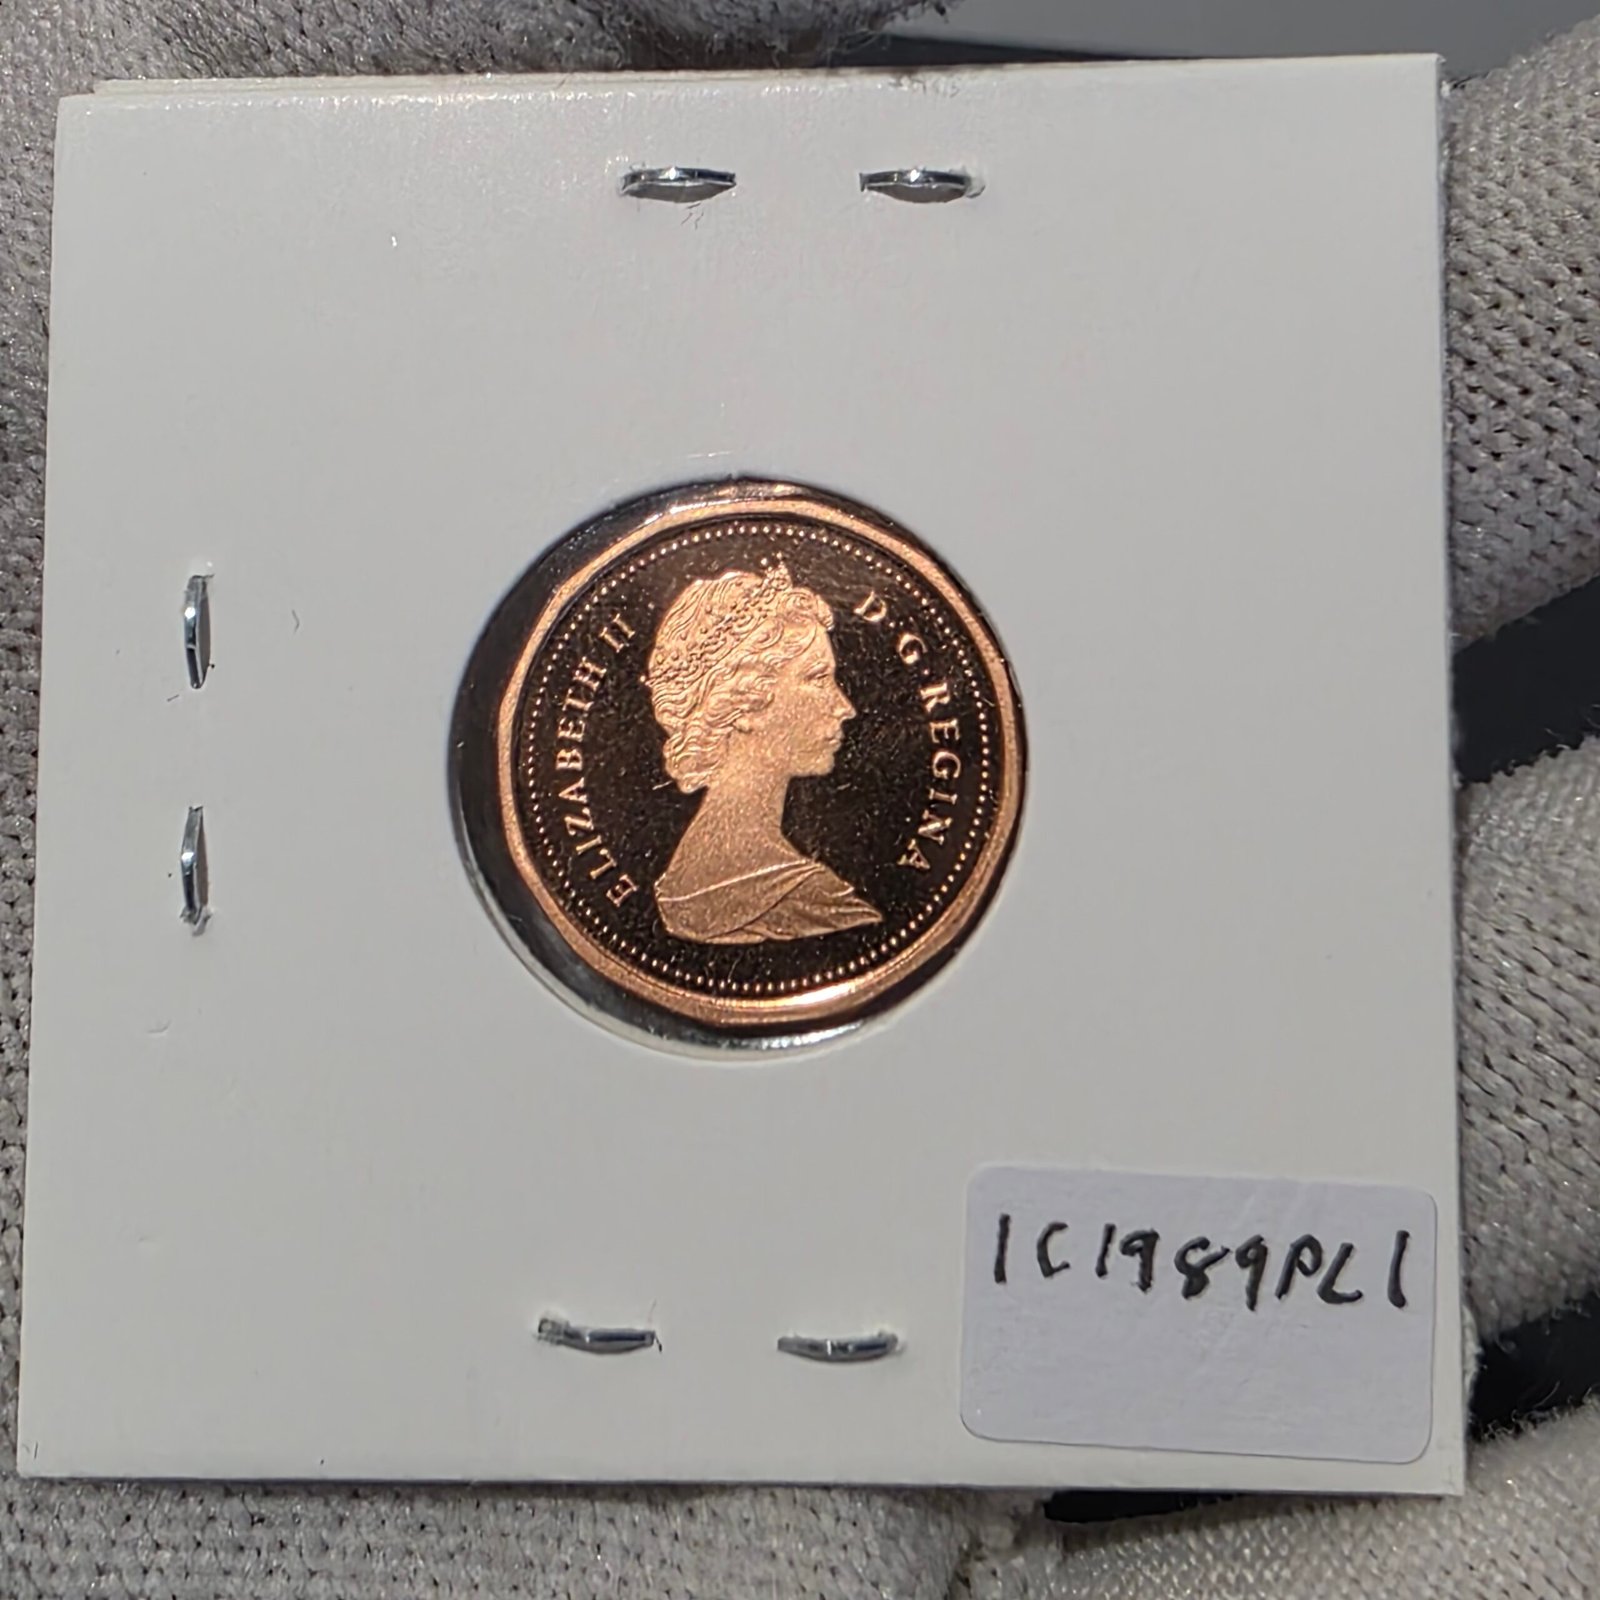 ELIZABETH II D·G·REGINA
1C1989PL1